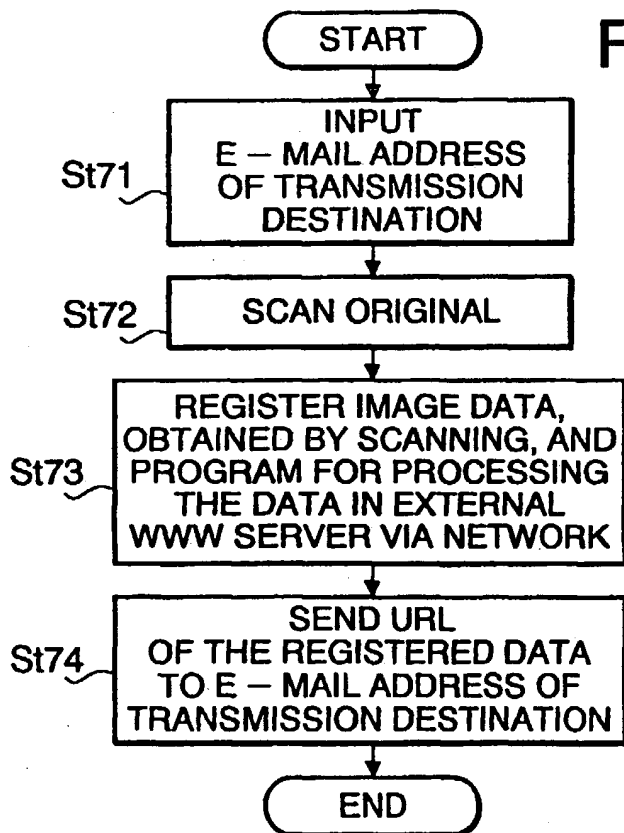 START
F
INPUT
E – MAIL ADDRESS
OF TRANSMISSION
DESTINATION
St71
SCAN ORIGINAL
St72
REGISTER IMAGE DATA,
OBTAINED BY SCANNING, AND
PROGRAM FOR PROCESSING
THE DATA IN EXTERNAL
WWW SERVER VIA NETWORK
St73
SEND URL
OF THE REGISTERED DATA
TO E – MAIL ADDRESS OF
TRANSMISSION DESTINATION
St74
END